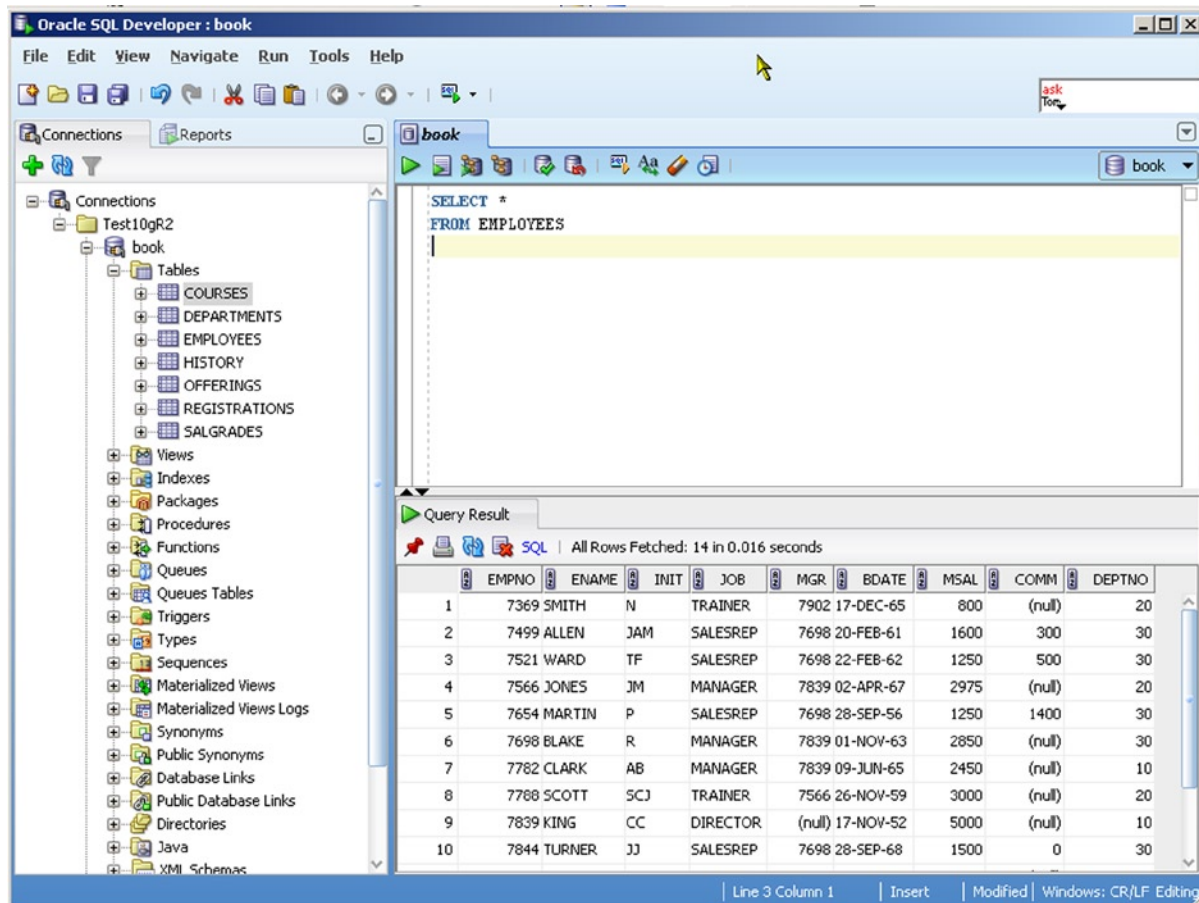 Oracle SQL Developer : book
File Edit View Navigate Run Tools Help
ask
Tom
Connections Reports
book
book
Connections
Test10gR2
book
Tables
COURSES
DEPARTMENTS
EMPLOYEES
HISTORY
OFFERINGS
REGISTRATIONS
SALGRADES
Views
Indexes
Packages
Procedures
Functions
Queues
Queues Tables
Triggers
Types
Sequences
Materialized Views
Materialized Views Logs
Synonyms
Public Synonyms
Database Links
Public Database Links
Directories
Java
XML Schemas
SELECT *
FROM EMPLOYEES
Query Result
SQL | All Rows Fetched: 14 in 0.016 seconds
EMPNO ENAME INIT JOB MGR BDATE MSAL COMM DEPTNO
1 7369 SMITH N TRAINER 7902 17-DEC-65 800 (null) 20
2 7499 ALLEN JAM SALESREP 7698 20-FEB-61 1600 300 30
3 7521 WARD TF SALESREP 7698 22-FEB-62 1250 500 30
4 7566 JONES JM MANAGER 7839 02-APR-67 2975 (null) 20
5 7654 MARTIN P SALESREP 7698 28-SEP-56 1250 1400 30
6 7698 BLAKE R MANAGER 7839 01-NOV-63 2850 (null) 30
7 7782 CLARK AB MANAGER 7839 09-JUN-65 2450 (null) 10
8 7788 SCOTT SCJ TRAINER 7566 26-NOV-59 3000 (null) 20
9 7839 KING CC DIRECTOR (null) 17-NOV-52 5000 (null) 10
10 7844 TURNER JJ SALESREP 7698 28-SEP-68 1500 0 30
Line 3 Column 1 | Insert | Modified | Windows: CR/LF Editing